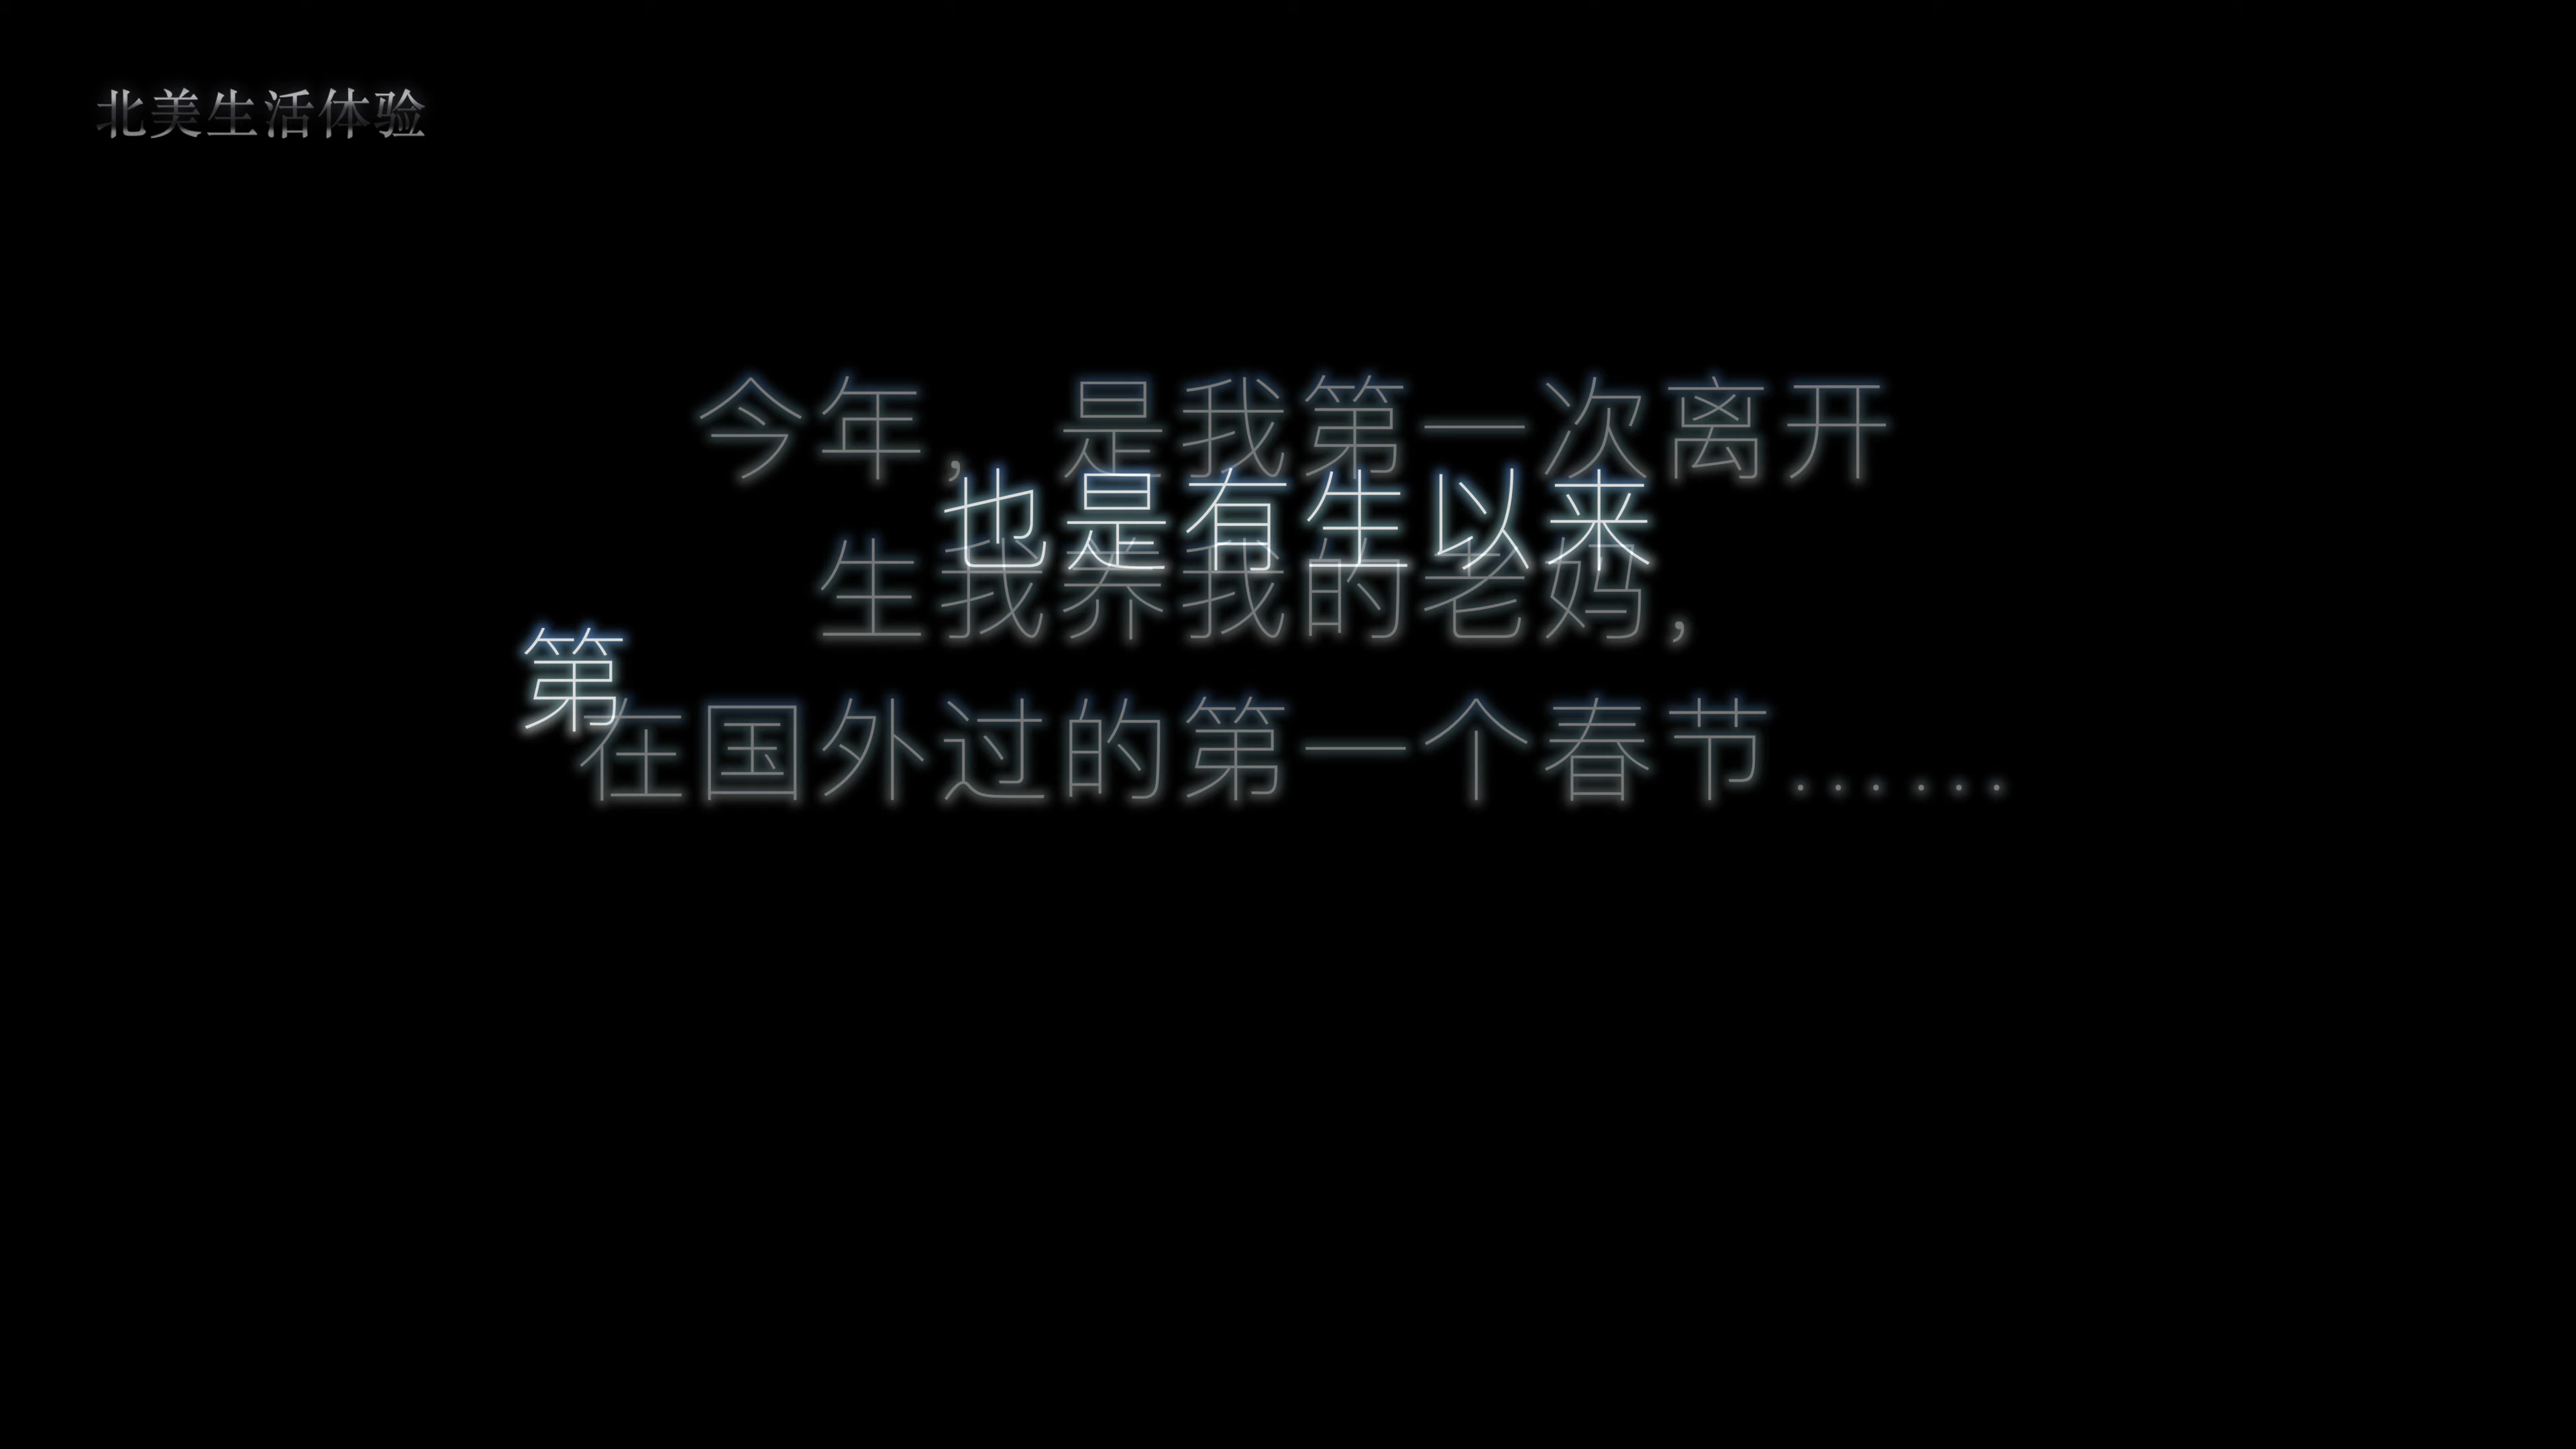 北美生活体验
今年，是我第一次离开
生我养我的老妈，
在国外过的第一个春节……
也是有生以来
第